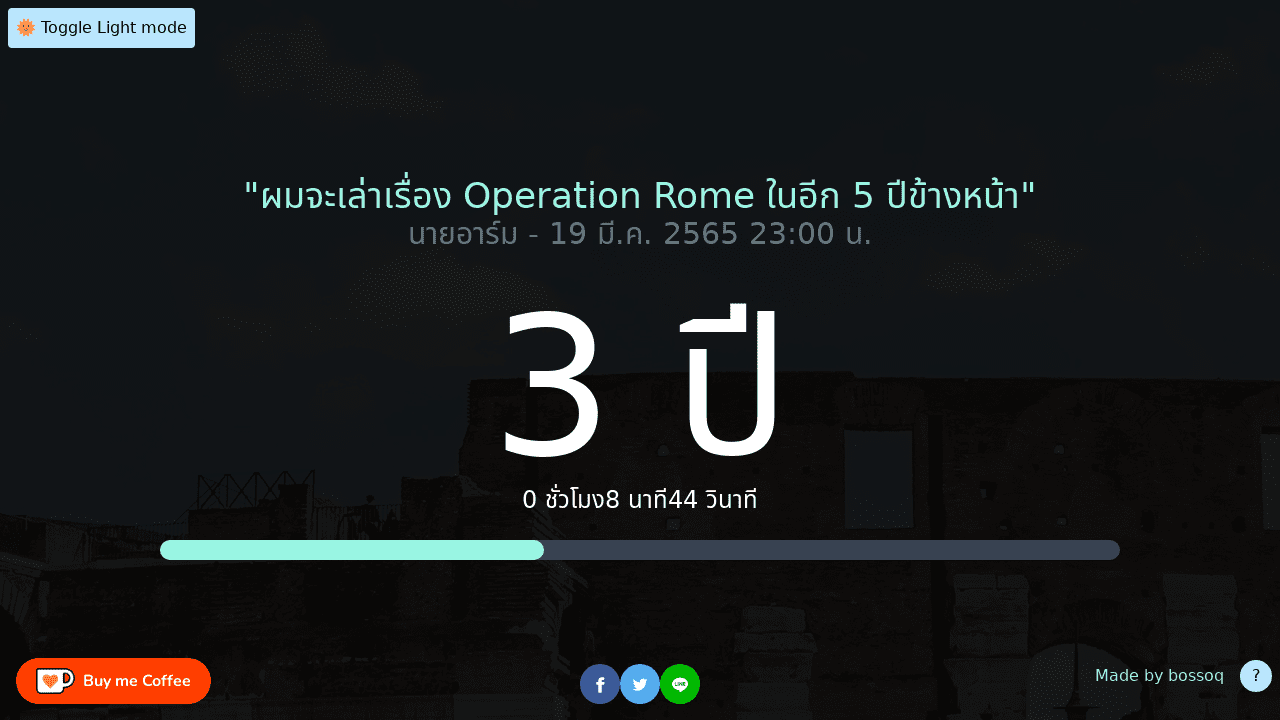 🌞 Toggle Light mode
"ผมจะเล่าเรื่อง Operation Rome ในอีก 5 ปีข้างหน้า"
นายอาร์ม - 19 มี.ค. 2565 23:00 น.
3 ปี
0 ชั่วโมง8 นาที44 วินาที
Buy me Coffee
LINE
Made by bossoq
?